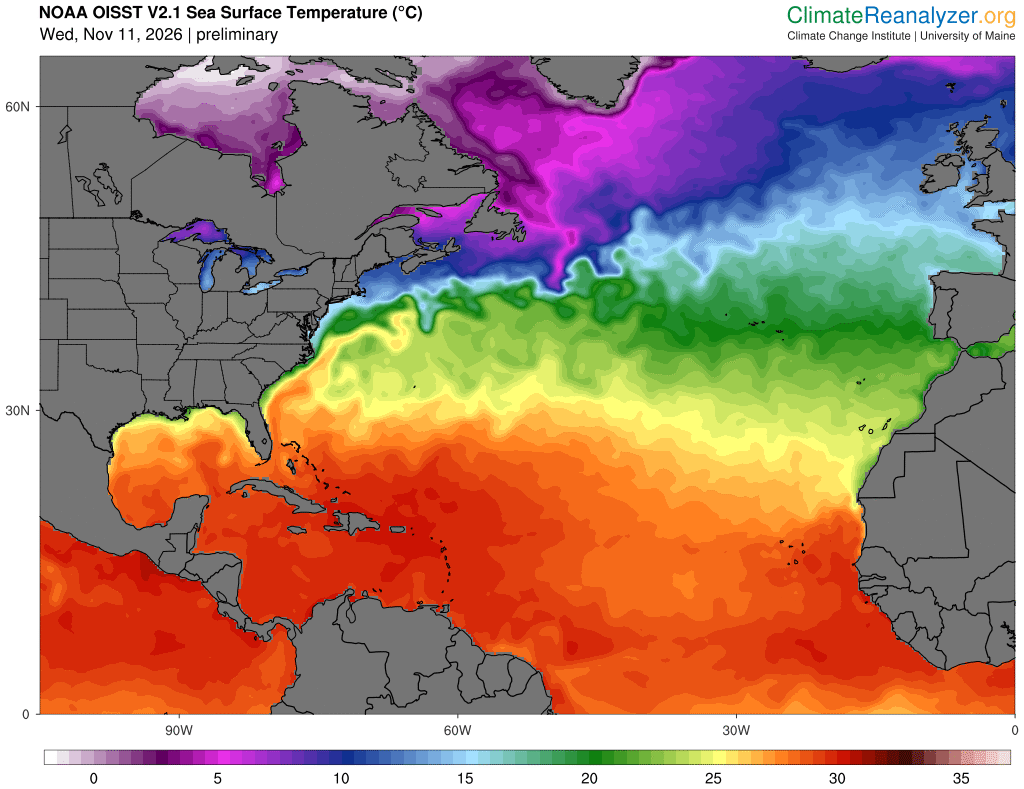 NOAA OISST V2.1 Sea Surface Temperature (°C)
Wed, Nov 11, 2026 | preliminary
ClimateReanalyzer.org
Climate Change Institute | University of Maine
60N
30N
0
90W 60W 30W 0
0 5 10 15 20 25 30 35